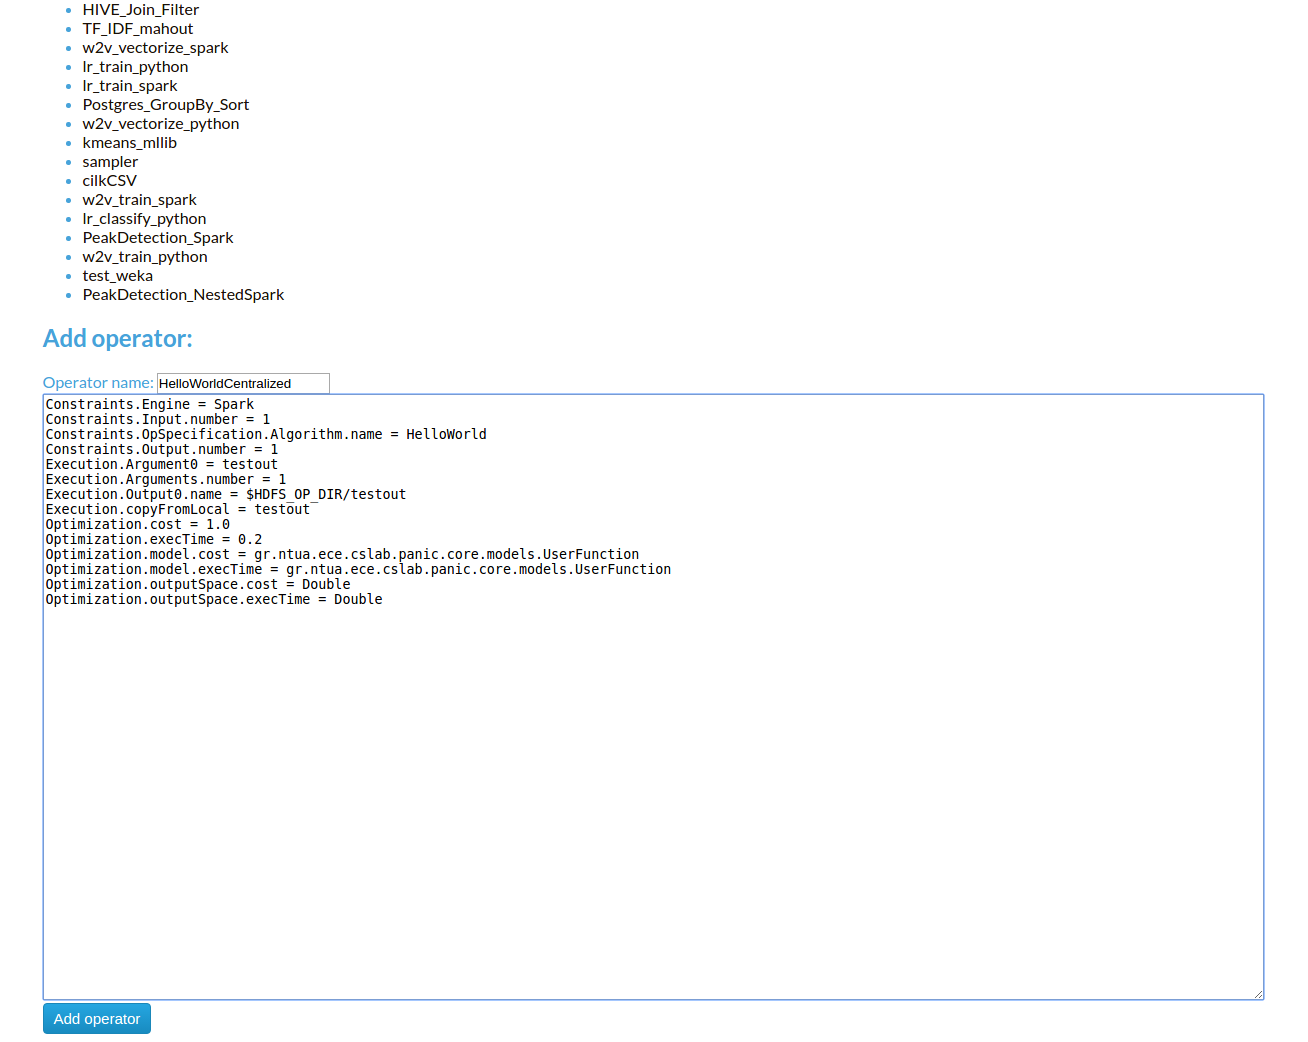 HIVE_Join_Filter
TF_IDF_mahout
w2v_vectorize_spark
lr_train_python
lr_train_spark
Postgres_GroupBy_Sort
w2v_vectorize_python
kmeans_mllib
sampler
cilkCSV
w2v_train_spark
lr_classify_python
PeakDetection_Spark
w2v_train_python
test_weka
PeakDetection_NestedSpark
Add operator:
Operator name: HelloWorldCentralized
Constraints.Engine = Spark
Constraints.Input.number = 1
Constraints.OpSpecification.Algorithm.name = HelloWorld
Constraints.Output.number = 1
Execution.Argument0 = testout
Execution.Arguments.number = 1
Execution.Output0.name = $HDFS_OP_DIR/testout
Execution.copyFromLocal = testout
Optimization.cost = 1.0
Optimization.execTime = 0.2
Optimization.model.cost = gr.ntua.ece.cslab.panic.core.models.UserFunction
Optimization.model.execTime = gr.ntua.ece.cslab.panic.core.models.UserFunction
Optimization.outputSpace.cost = Double
Optimization.outputSpace.execTime = Double
Add operator